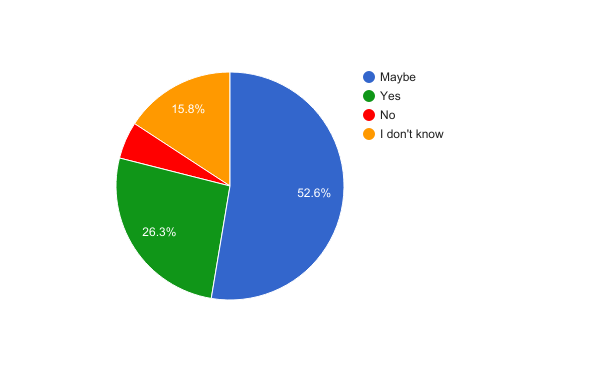 15.8%
52.6%
26.3%
Maybe
Yes
No
I don't know